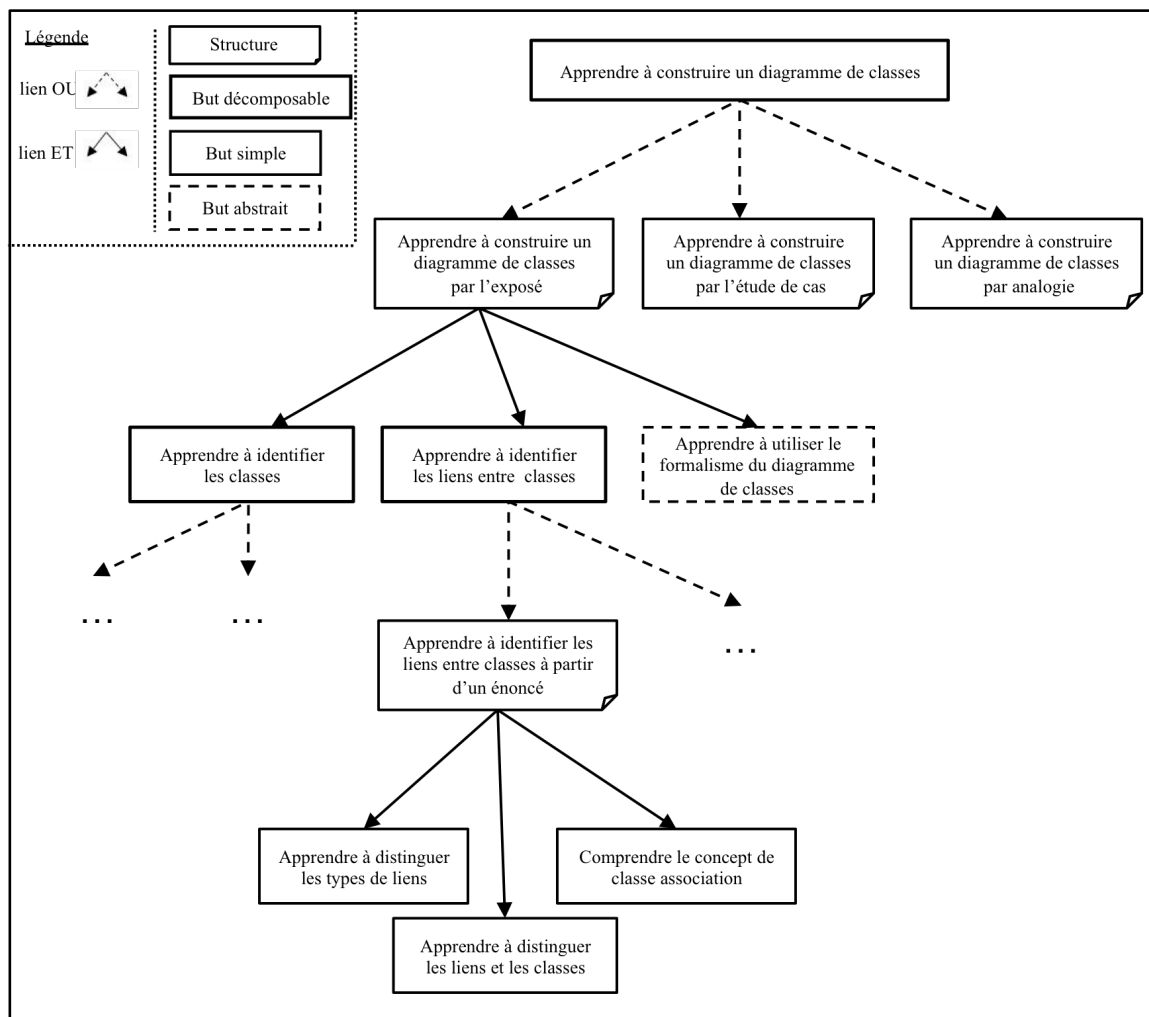 Légende
lien OU
lien ET
Structure
But décomposable
But simple
But abstrait
Apprendre à construire un diagramme de classes
Apprendre à construire un
diagramme de classes
par l’exposé
Apprendre à construire
un diagramme de classes
par l’étude de cas
Apprendre à construire
un diagramme de classes
par analogie
Apprendre à identifier
les classes
Apprendre à identifier
les liens entre classes
Apprendre à utiliser le
formalisme du diagramme
de classes
...
...
...
Apprendre à identifier les
liens entre classes à partir
d’un énoncé
Apprendre à distinguer
les types de liens
Comprendre le concept de
classe association
Apprendre à distinguer
les liens et les classes